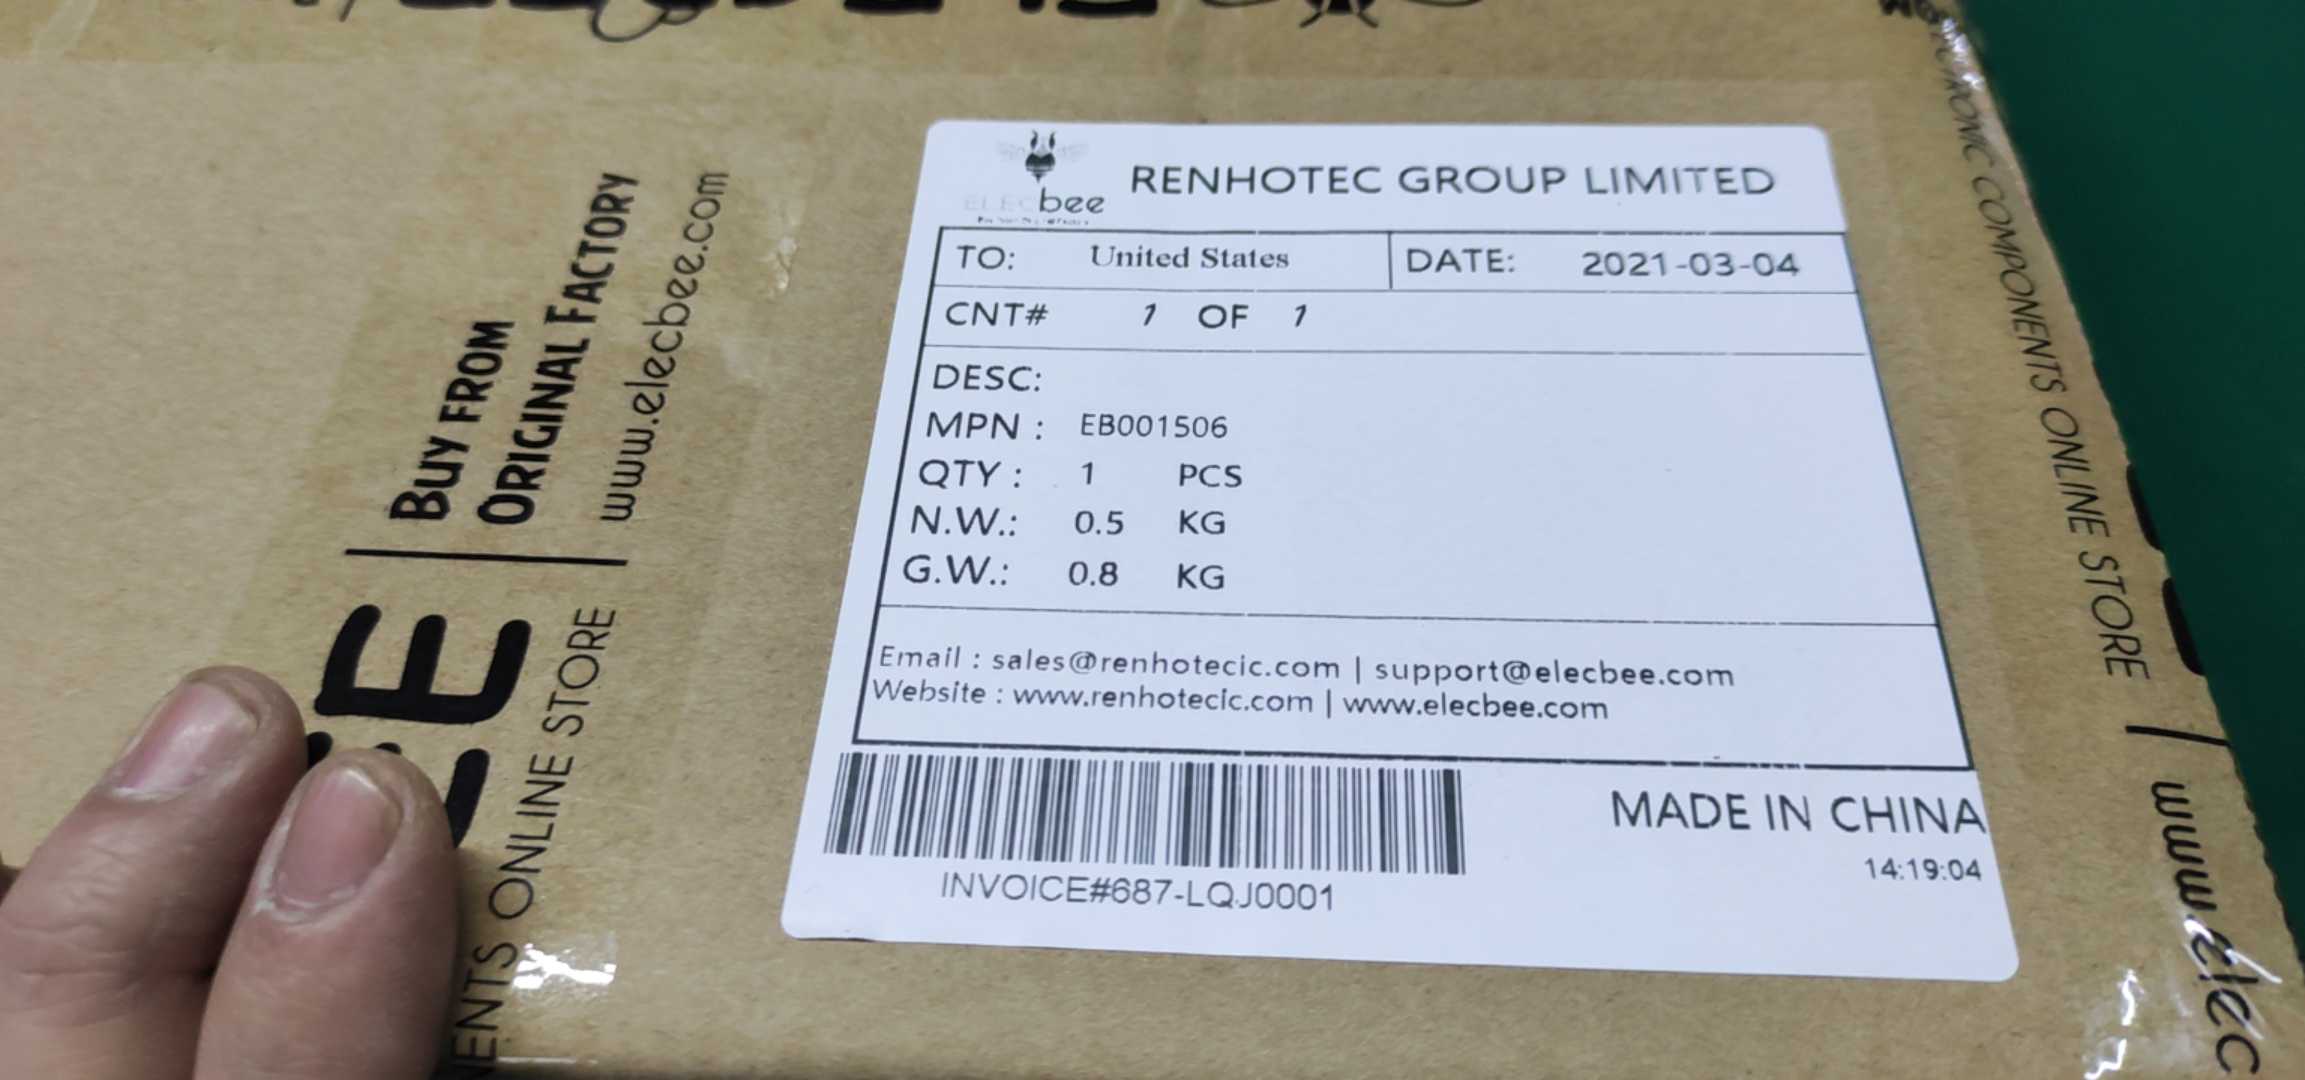 BUY FROM
ORIGINAL FACTORY
www.elecbee.com
ENTS ONLINE STORE
ELECbee
RENHOTEC GROUP LIMITED
TO: United States DATE: 2021-03-04
CNT# 1 OF 1
DESC:
MPN : EB001506
QTY : 1 PCS
N.W.: 0.5 KG
G.W.: 0.8 KG
Email : sales@renhotecic.com | support@elecbee.com
Website : www.renhotecic.com | www.elecbee.com
INVOICE#687-LQJ0001
MADE IN CHINA
14:19:04
CTRONIC COMPONENTS ONLINE STORE | www.elec